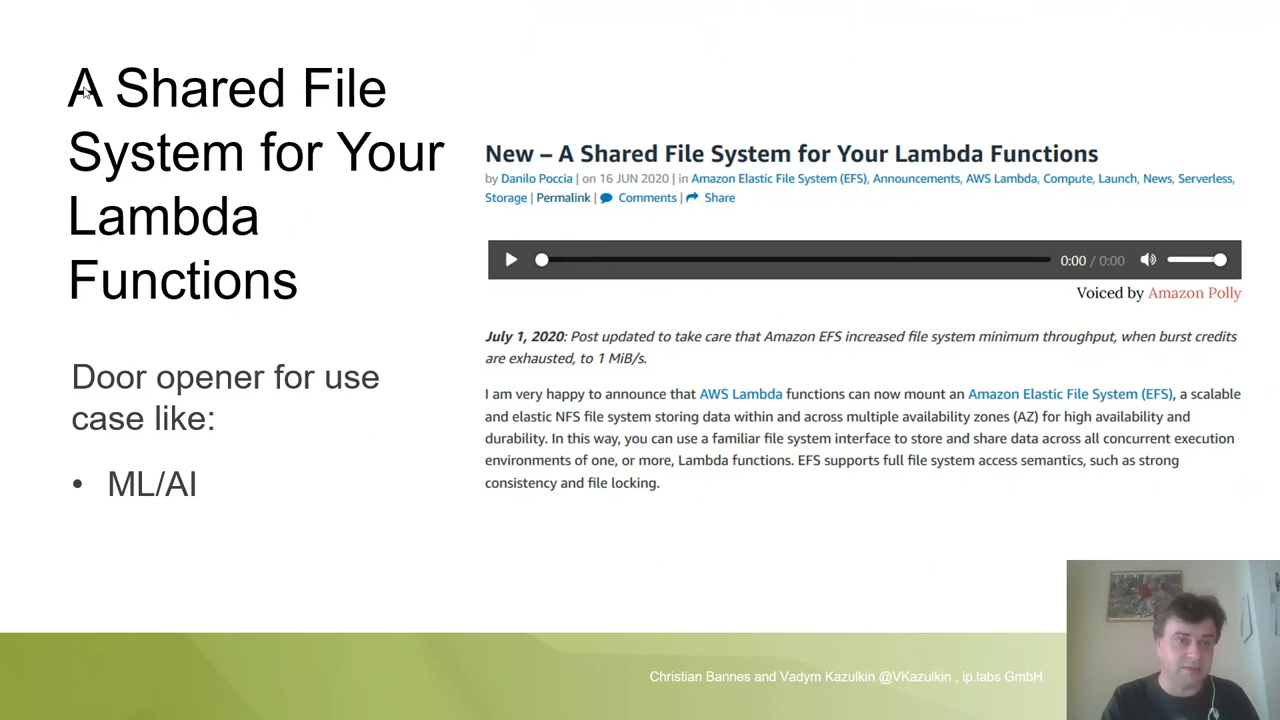 A Shared File
System for Your
Lambda
Functions
Door opener for use
case like:
• ML/AI
New – A Shared File System for Your Lambda Functions
by Danilo Poccia | on 16 JUN 2020 | in Amazon Elastic File System (EFS), Announcements, AWS Lambda, Compute, Launch, News, Serverless,
Storage | Permalink | Comments | Share
0:00 / 0:00
Voiced by Amazon Polly
July 1, 2020: Post updated to take care that Amazon EFS increased file system minimum throughput, when burst credits
are exhausted, to 1 MiB/s.
I am very happy to announce that AWS Lambda functions can now mount an Amazon Elastic File System (EFS), a scalable
and elastic NFS file system storing data within and across multiple availability zones (AZ) for high availability and
durability. In this way, you can use a familiar file system interface to store and share data across all concurrent execution
environments of one, or more, Lambda functions. EFS supports full file system access semantics, such as strong
consistency and file locking.
Christian Bannes and Vadym Kazulkin @VKazulkin , ip.labs GmbH